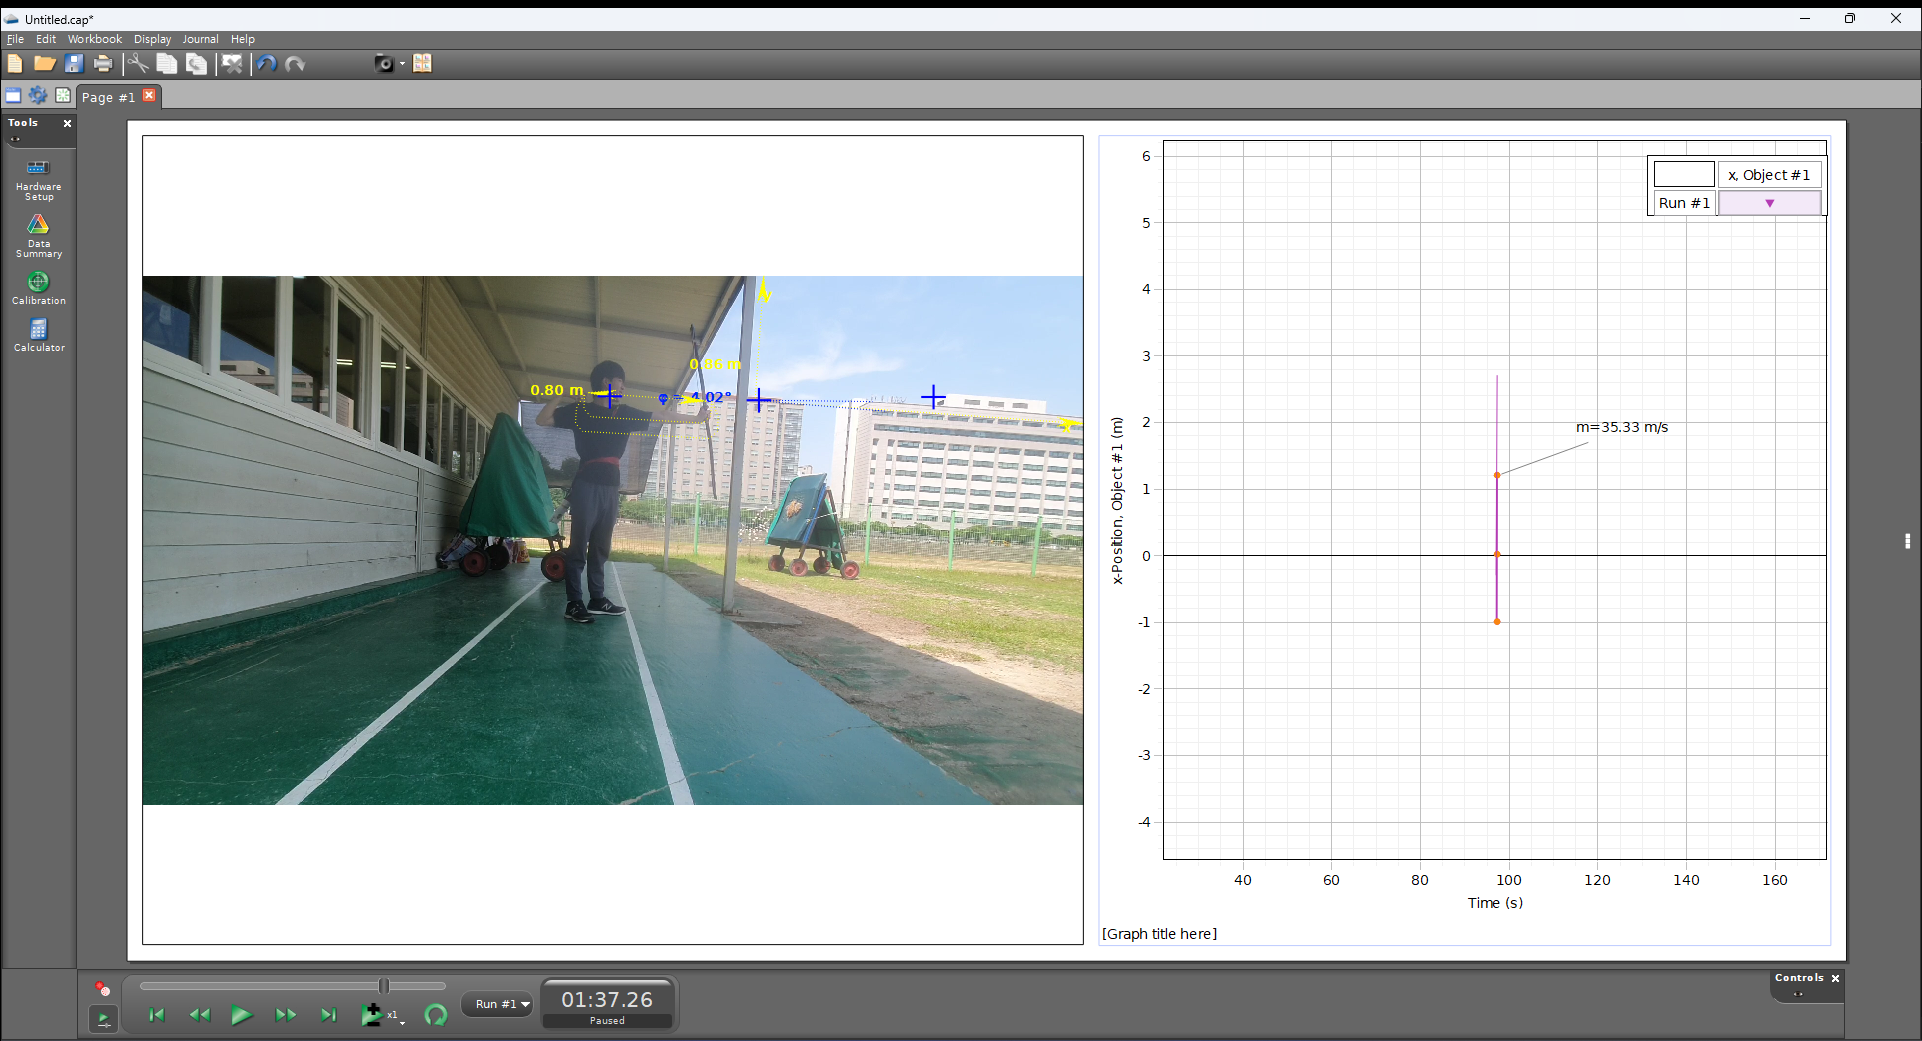 Untitled.cap*
File Edit Workbook Display Journal Help
Page #1
Tools
Hardware
Setup
Data
Summary
Calibration
Calculator
0.86 m
0.80 m
φ = 4.02°
y
6
5
4
3
2
1
0
-1
-2
-3
-4
x-Position, Object #1 (m)
x, Object #1
Run #1
m=35.33 m/s
40 60 80 100 120 140 160
Time (s)
[Graph title here]
x1
Run #1
01:37.26
Paused
Controls